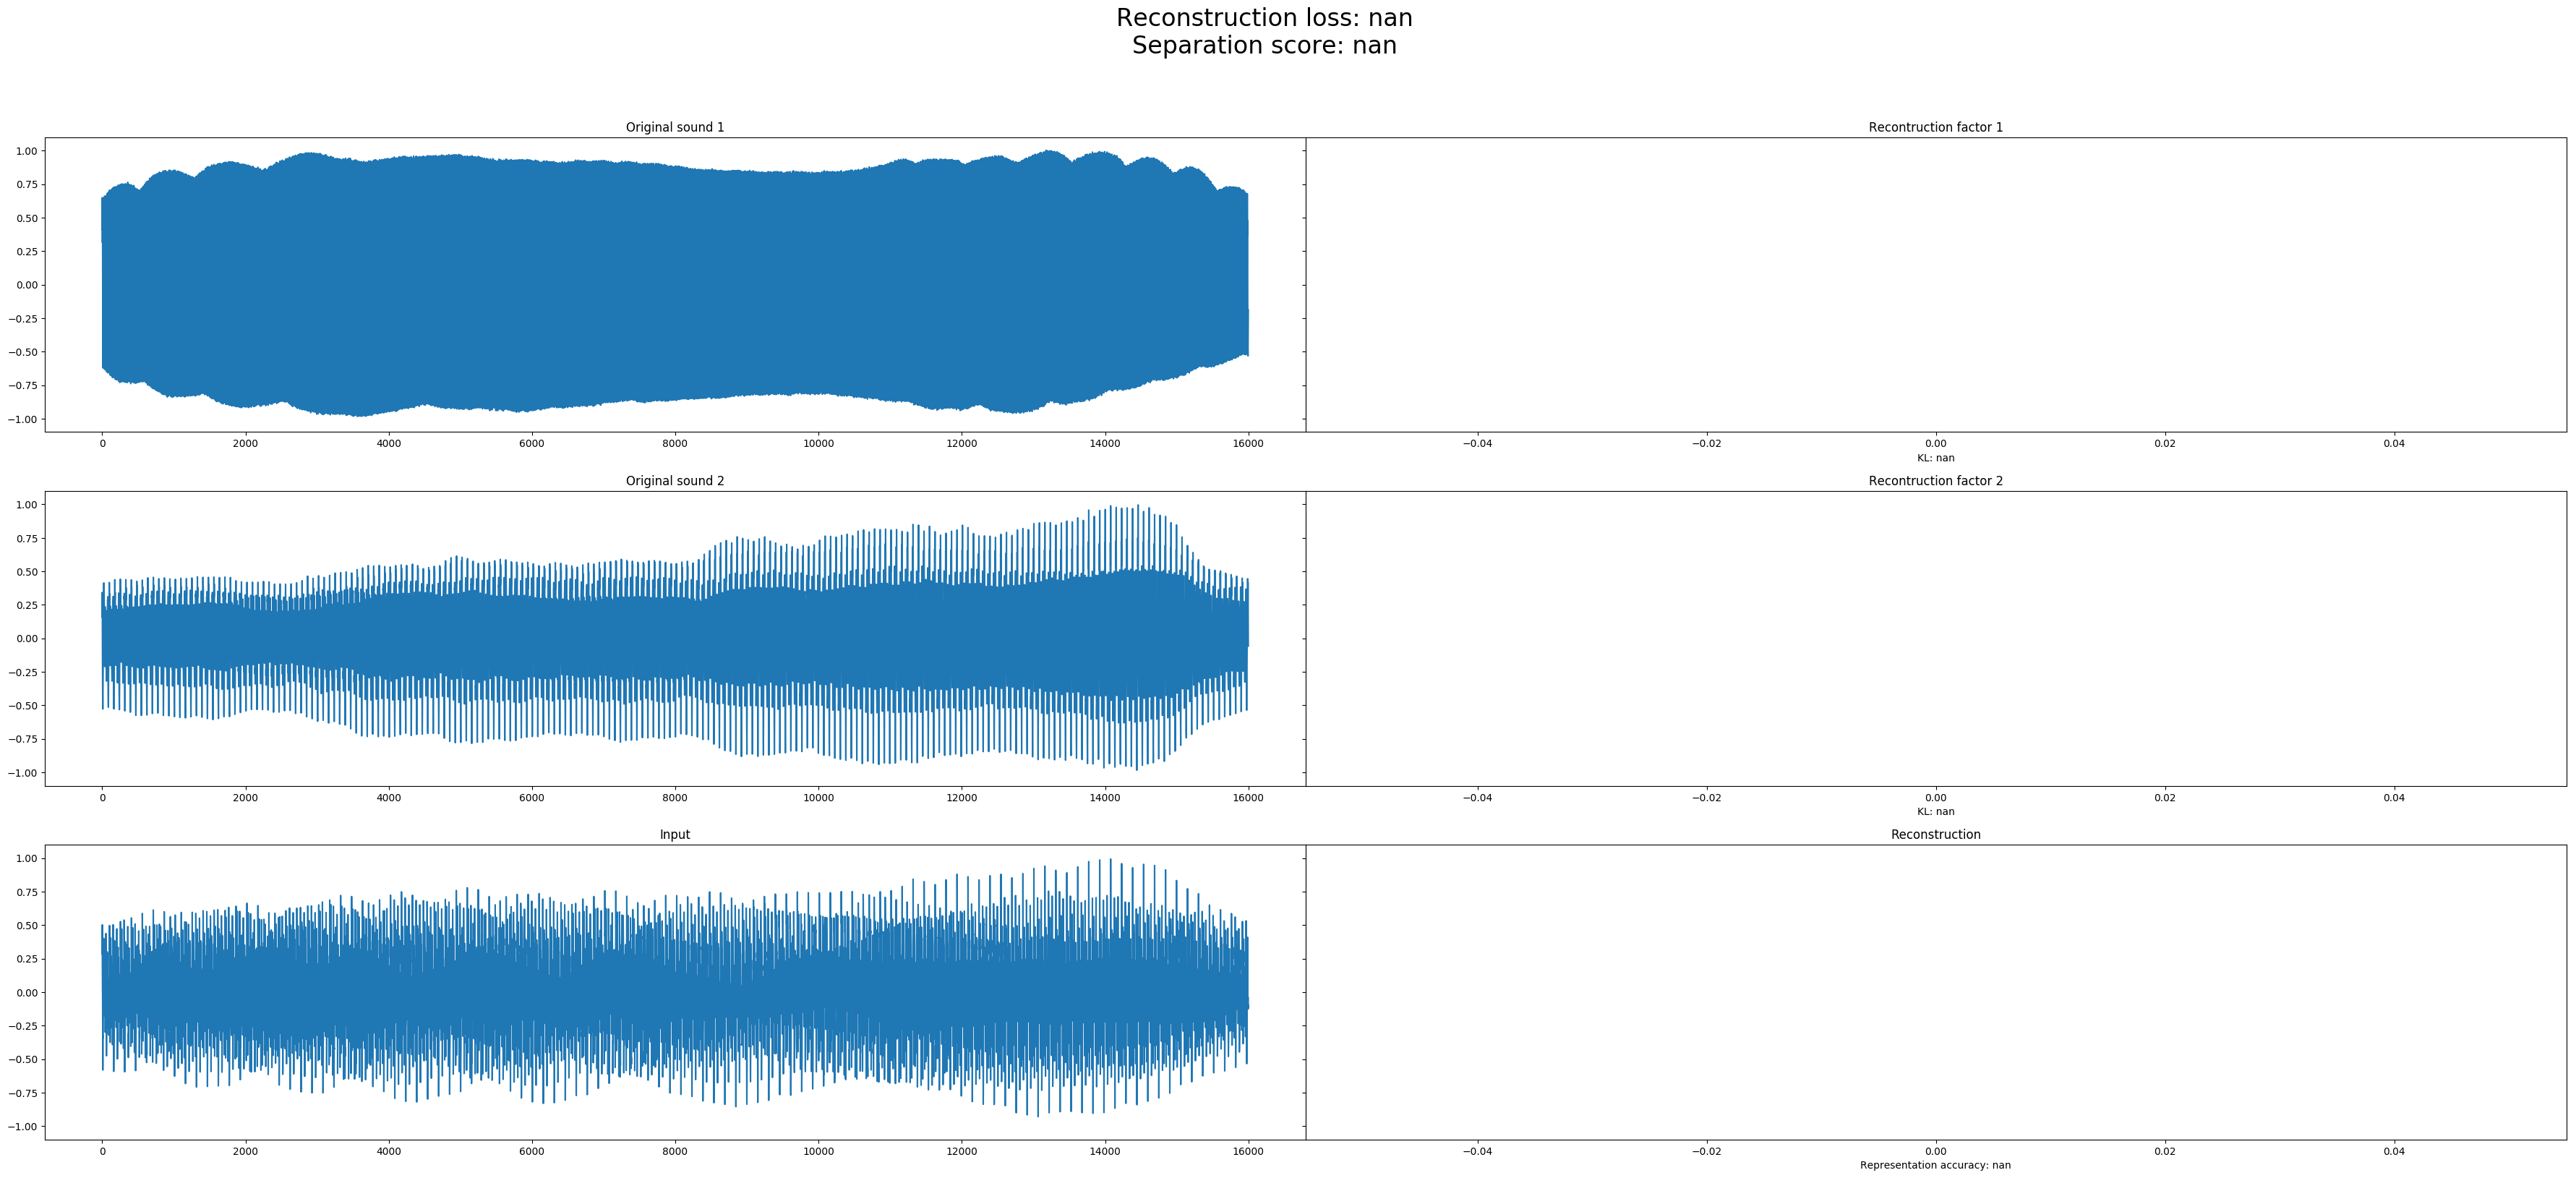 Reconstruction loss: nan
Separation score: nan
Original sound 1
Recontruction factor 1
1.00
0.75
0.50
0.25
0.00
−0.25
−0.50
−0.75
−1.00
0 2000 4000 6000 8000 10000 12000 14000 16000
−0.04 −0.02 0.00 0.02 0.04
KL: nan
Original sound 2
Recontruction factor 2
1.00
0.75
0.50
0.25
0.00
−0.25
−0.50
−0.75
−1.00
0 2000 4000 6000 8000 10000 12000 14000 16000
−0.04 −0.02 0.00 0.02 0.04
KL: nan
Input
Reconstruction
1.00
0.75
0.50
0.25
0.00
−0.25
−0.50
−0.75
−1.00
0 2000 4000 6000 8000 10000 12000 14000 16000
−0.04 −0.02 0.00 0.02 0.04
Representation accuracy: nan